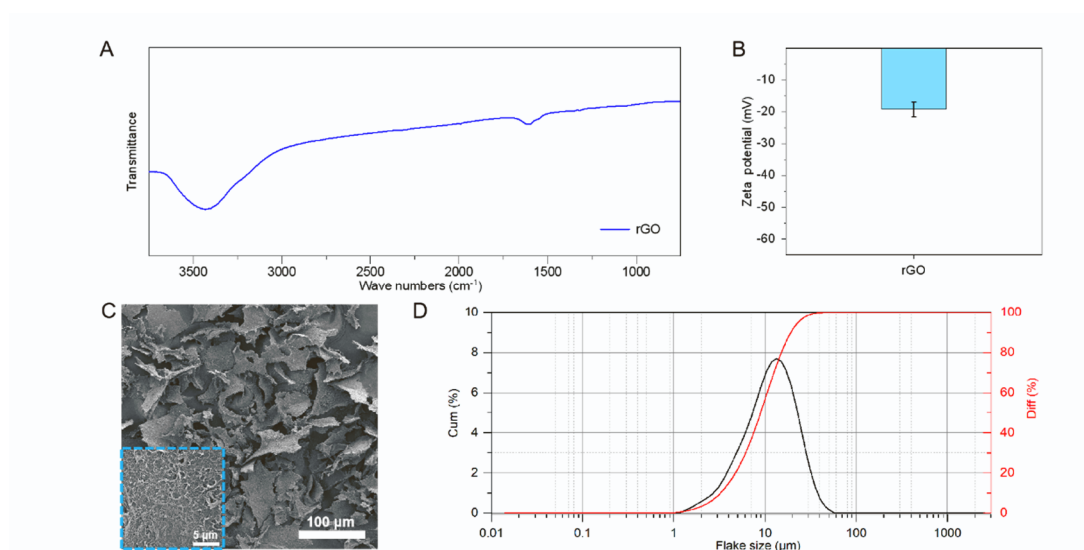 A
Transmittance
rGO
3500 3000 2500 2000 1500 1000
Wave numbers (cm⁻¹)
B
Zeta potential (mV)
-10
-20
-30
-40
-50
-60
rGO
C
5 µm
100 µm
D
Cum (%)
10
8
6
4
2
0
Diff (%)
100
80
60
40
20
0
0.01 0.1 1 10 100 1000
Flake size (µm)